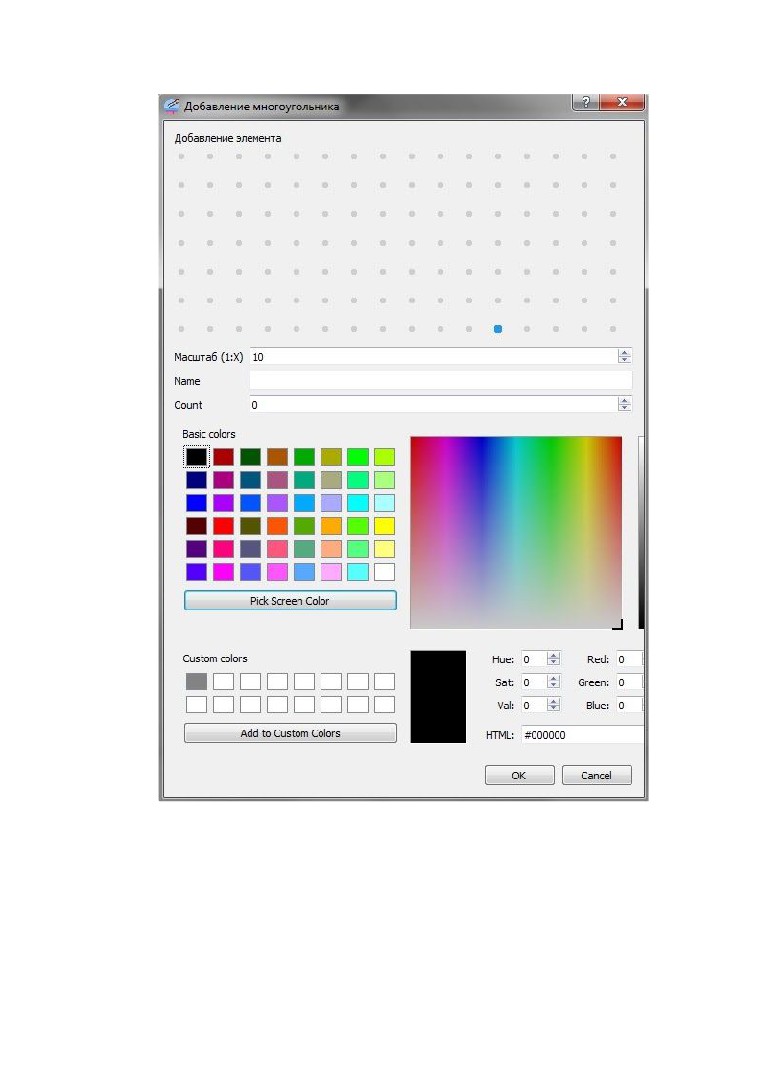 Добавление многоугольника
?
Добавление элемента
Масштаб (1:X) 10
Name
Count 0
Basic colors
Pick Screen Color
Custom colors
Hue: 0 Red: 0
Sat: 0 Green: 0
Val: 0 Blue: 0
Add to Custom Colors
HTML: #000000
OK Cancel